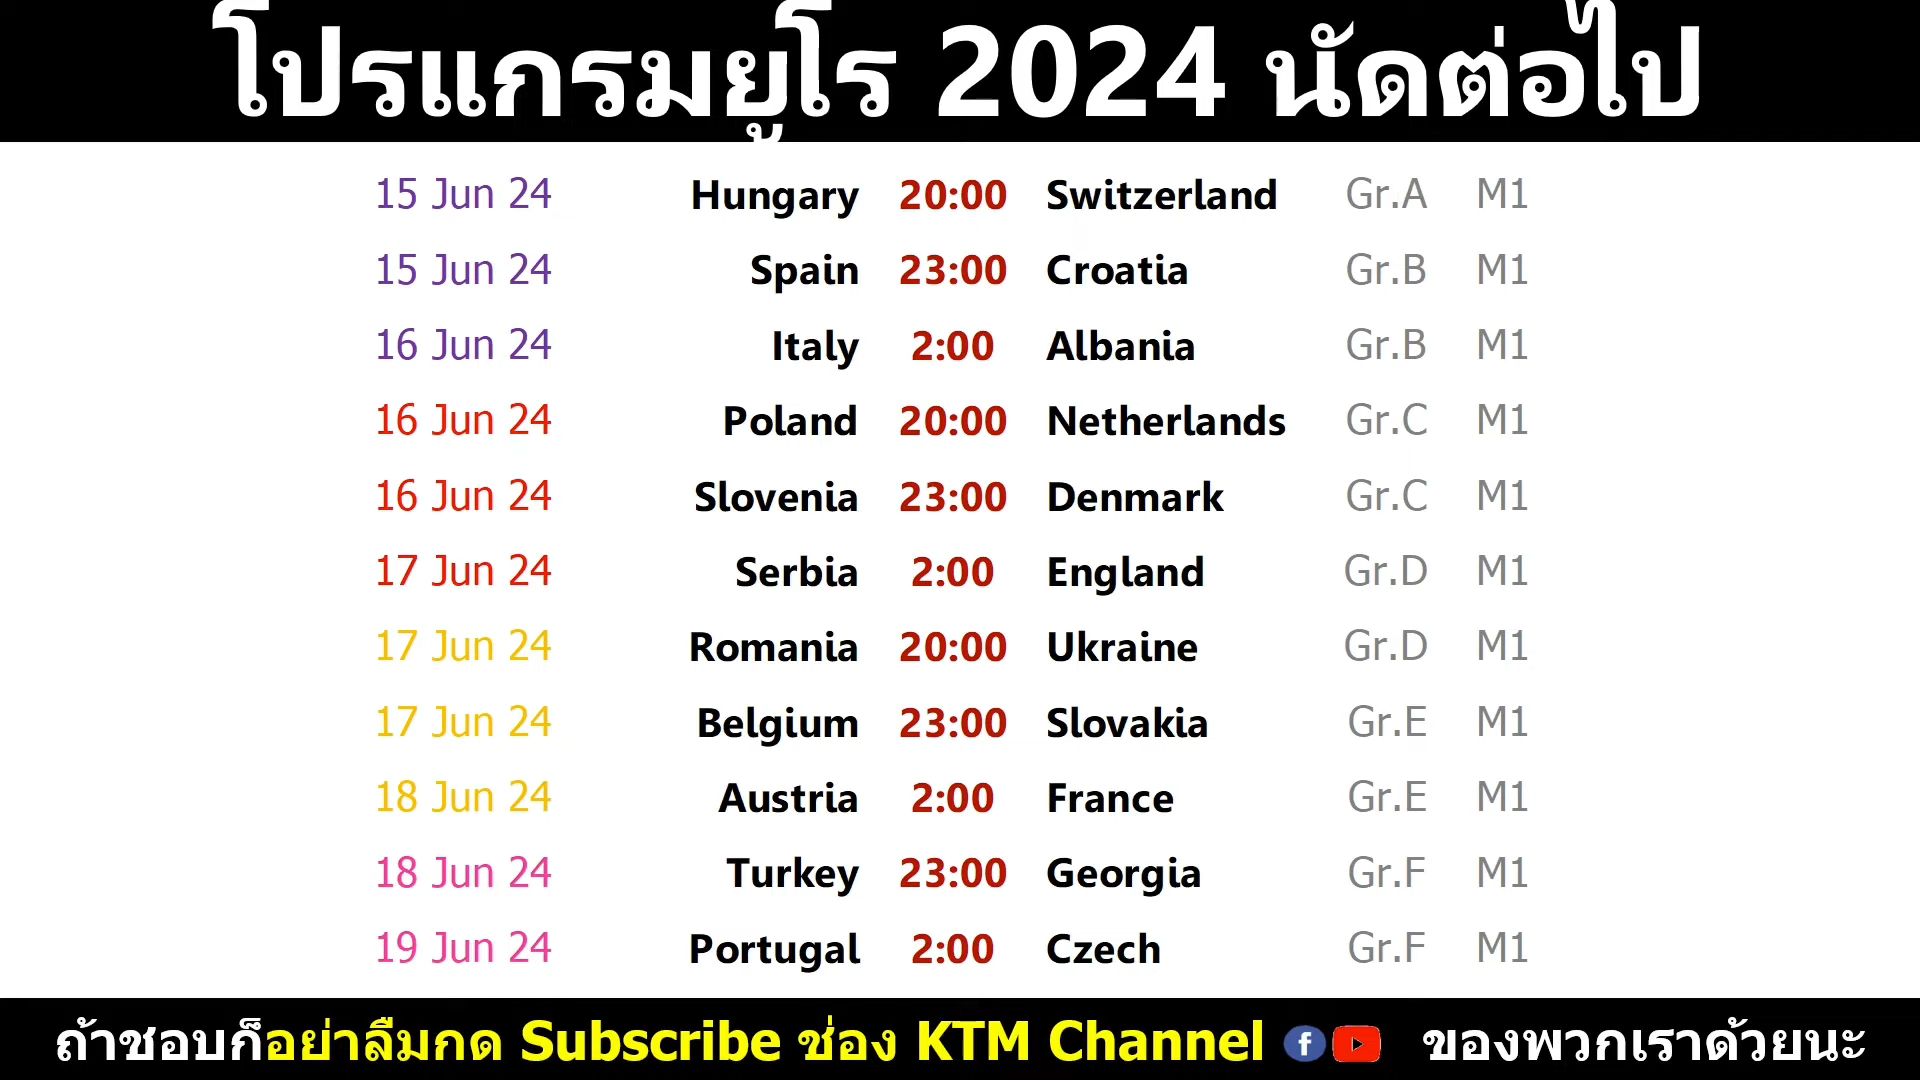 โปรแกรมยูโร 2024 นัดต่อไป
15 Jun 24 Hungary 20:00 Switzerland Gr.A M1
15 Jun 24 Spain 23:00 Croatia Gr.B M1
16 Jun 24 Italy 2:00 Albania Gr.B M1
16 Jun 24 Poland 20:00 Netherlands Gr.C M1
16 Jun 24 Slovenia 23:00 Denmark Gr.C M1
17 Jun 24 Serbia 2:00 England Gr.D M1
17 Jun 24 Romania 20:00 Ukraine Gr.D M1
17 Jun 24 Belgium 23:00 Slovakia Gr.E M1
18 Jun 24 Austria 2:00 France Gr.E M1
18 Jun 24 Turkey 23:00 Georgia Gr.F M1
19 Jun 24 Portugal 2:00 Czech Gr.F M1
ถ้าชอบก็อย่าลืมกด Subscribe ช่อง KTM Channel f ของพวกเราด้วยนะ